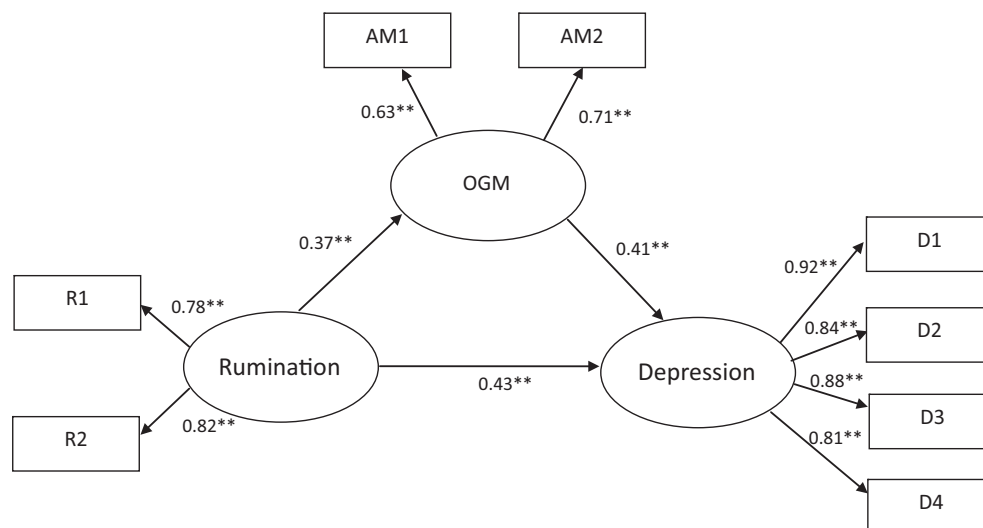 AM1
AM2
0.63**
0.71**
OGM
0.37**
0.41**
D1
0.92**
R1
0.78**
D2
0.84**
Rumination
0.43**
Depression
0.88**
D3
R2
0.82**
0.81**
D4